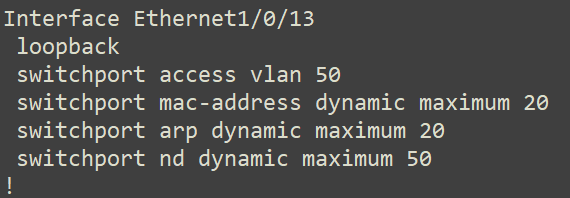 Interface Ethernet1/0/13
 loopback
 switchport access vlan 50
 switchport mac-address dynamic maximum 20
 switchport arp dynamic maximum 20
 switchport nd dynamic maximum 50
!